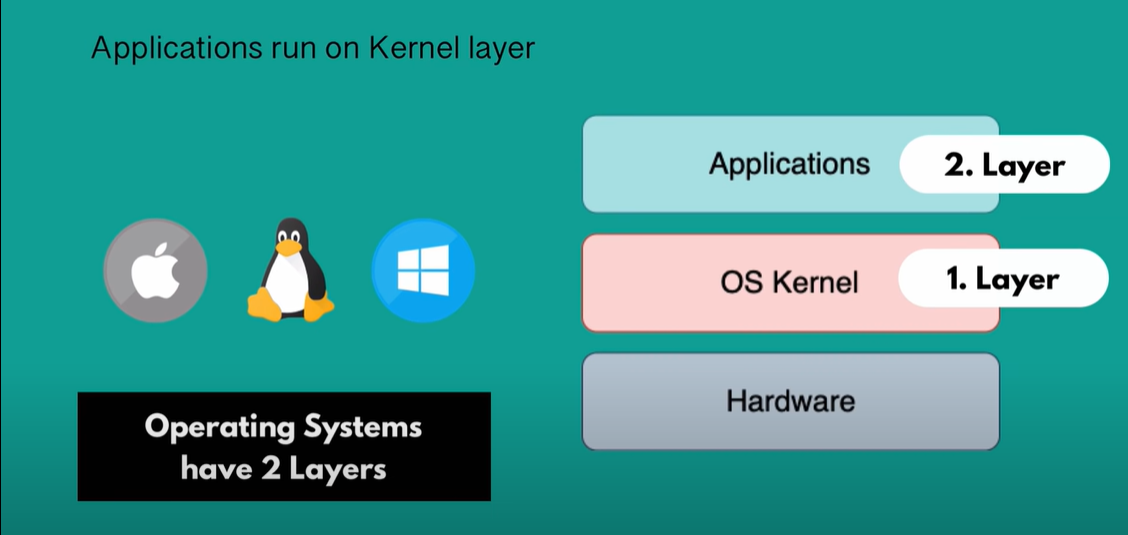 Applications run on Kernel layer
Applications
2. Layer
OS Kernel
1. Layer
Hardware
Operating Systems
have 2 Layers